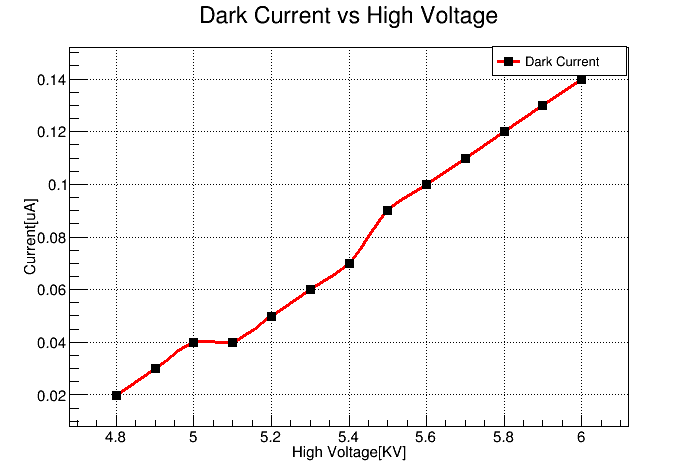 Dark Current vs High Voltage
Dark Current
Current[uA]
0.14
0.12
0.1
0.08
0.06
0.04
0.02
4.8 5 5.2 5.4 5.6 5.8 6
High Voltage[KV]